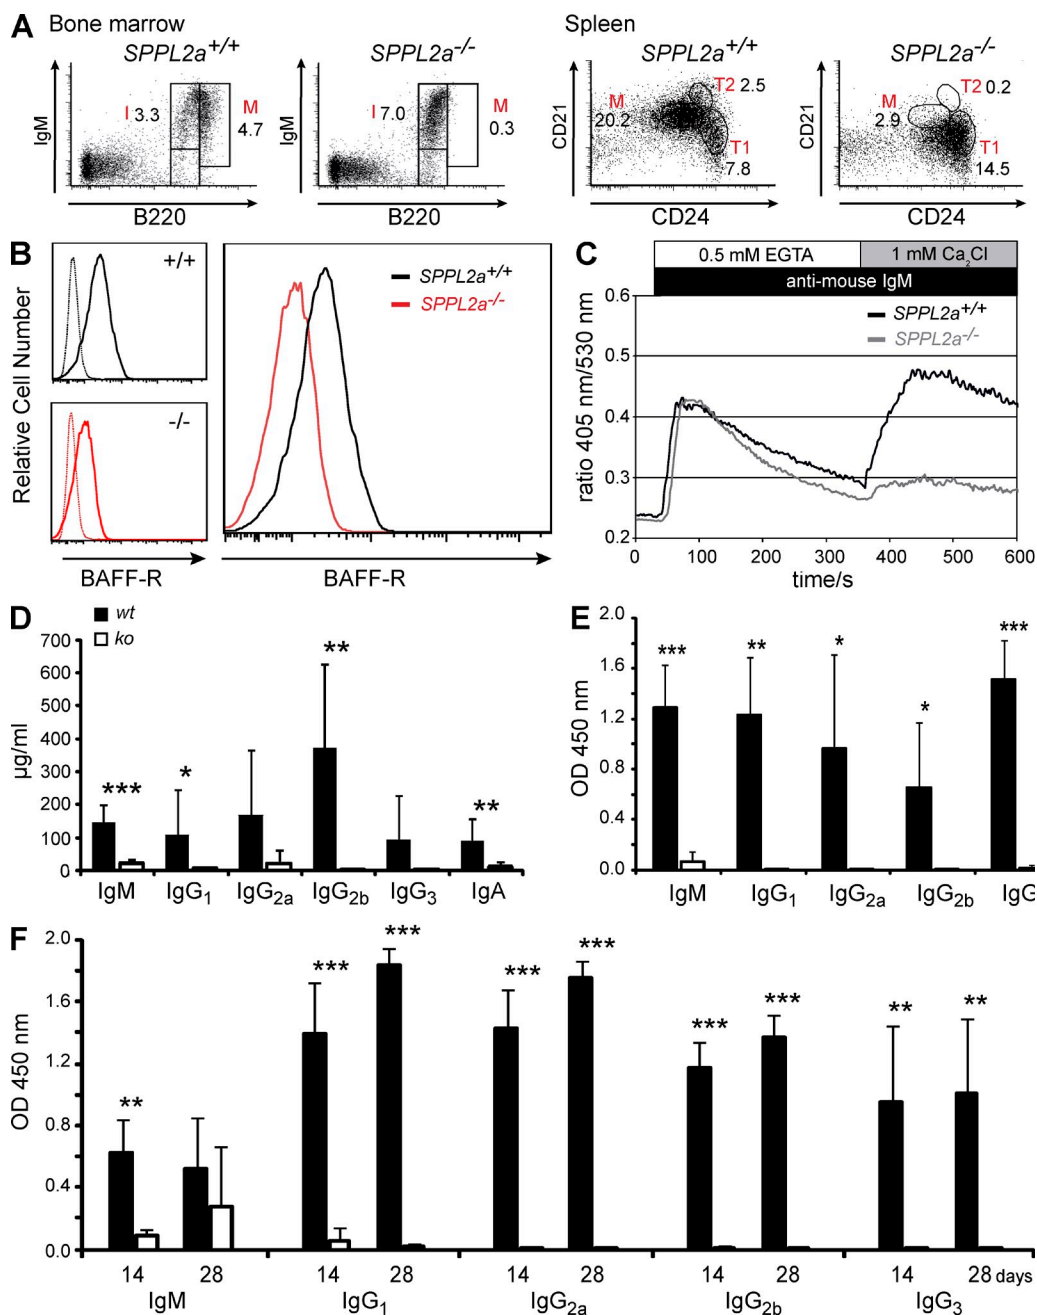 A Bone marrow Spleen
SPPL2a+/+ SPPL2a-/- SPPL2a+/+ SPPL2a-/-
IgM I 3.3 M 4.7 B220
IgM I 7.0 M 0.3 B220
CD21 M 20.2 T2 2.5 T1 7.8 CD24
CD21 M 2.9 T2 0.2 T1 14.5 CD24
B
Relative Cell Number
+/+
-/-
BAFF-R
SPPL2a+/+
SPPL2a-/-
BAFF-R
C
0.5 mM EGTA 1 mM Ca2Cl
anti-mouse IgM
SPPL2a+/+
SPPL2a-/-
ratio 405 nm/530 nm
0.6
0.5
0.4
0.3
0.2
0 100 200 300 400 500 600
time/s
D
wt
ko
µg/ml
700
600
500
400
300
200
100
0
*** * ** **
IgM IgG1 IgG2a IgG2b IgG3 IgA
E
OD 450 nm
2.0
1.6
1.2
0.8
0.4
0.0
*** ** * * ***
IgM IgG1 IgG2a IgG2b IgG
F
OD 450 nm
2.0
1.6
1.2
0.8
0.4
0.0
** *** *** *** *** *** *** ** **
14 28 14 28 14 28 14 28 14 28 days
IgM IgG1 IgG2a IgG2b IgG3